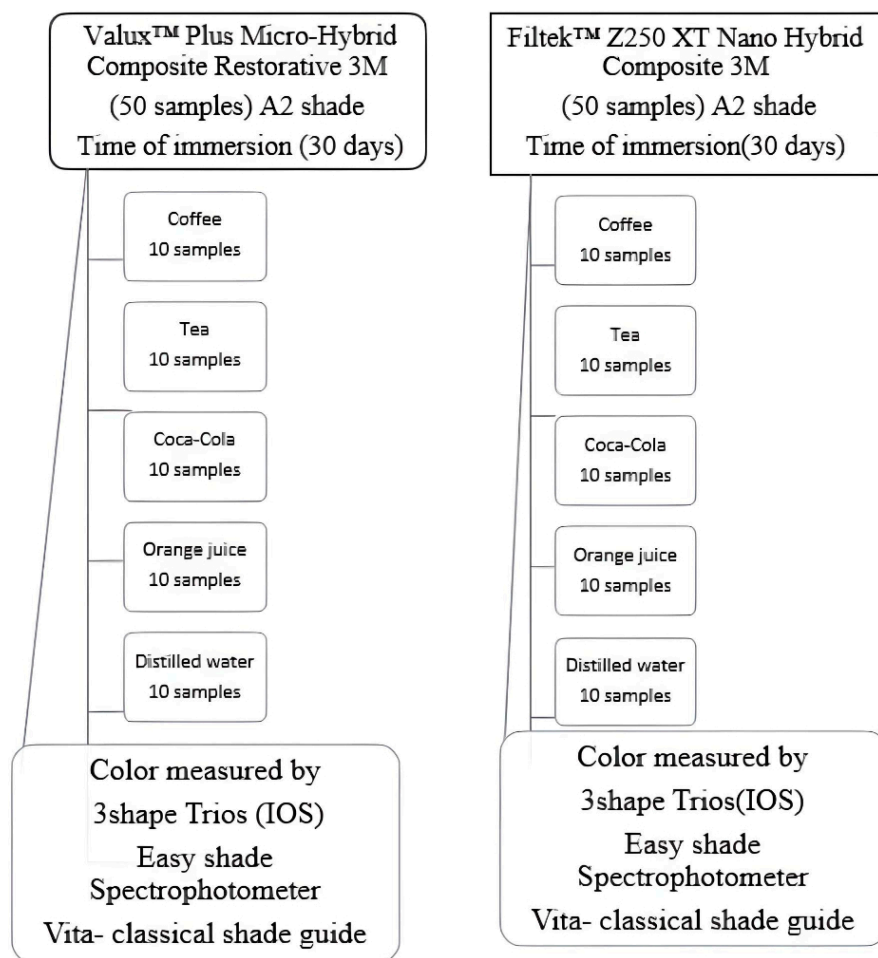 Valux™ Plus Micro-Hybrid
Composite Restorative 3M
(50 samples) A2 shade
Time of immersion (30 days)
Coffee
10 samples
Tea
10 samples
Coca-Cola
10 samples
Orange juice
10 samples
Distilled water
10 samples
Color measured by
3shape Trios (IOS)
Easy shade
Spectrophotometer
Vita- classical shade guide
Filtek™ Z250 XT Nano Hybrid
Composite 3M
(50 samples) A2 shade
Time of immersion(30 days)
Coffee
10 samples
Tea
10 samples
Coca-Cola
10 samples
Orange juice
10 samples
Distilled water
10 samples
Color measured by
3shape Trios(IOS)
Easy shade
Spectrophotometer
Vita- classical shade guide